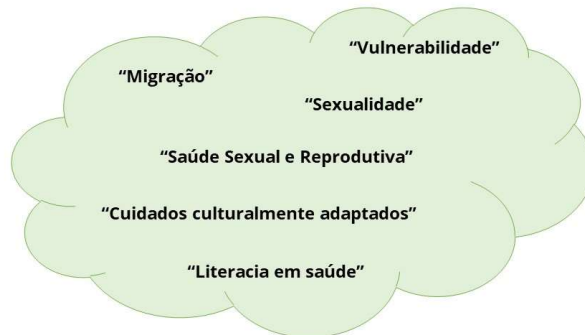 “Vulnerabilidade”
“Migração”
“Sexualidade”
“Saúde Sexual e Reprodutiva”
“Cuidados culturalmente adaptados”
“Literacia em saúde”